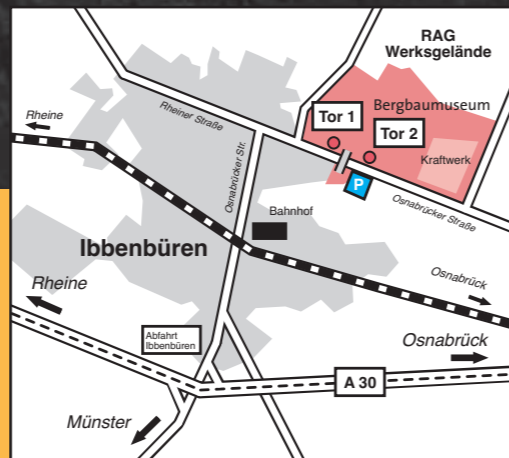 RAG
Werksgelände
Bergbaumuseum
Tor 1
Tor 2
Kraftwerk
P
Rheine
Rheiner Straße
Osnabrücker Str.
Osnabrücker Straße
Bahnhof
Ibbenbüren
Rheine
Osnabrück
Abfahrt
Ibbenbüren
Osnabrück
A 30
Münster